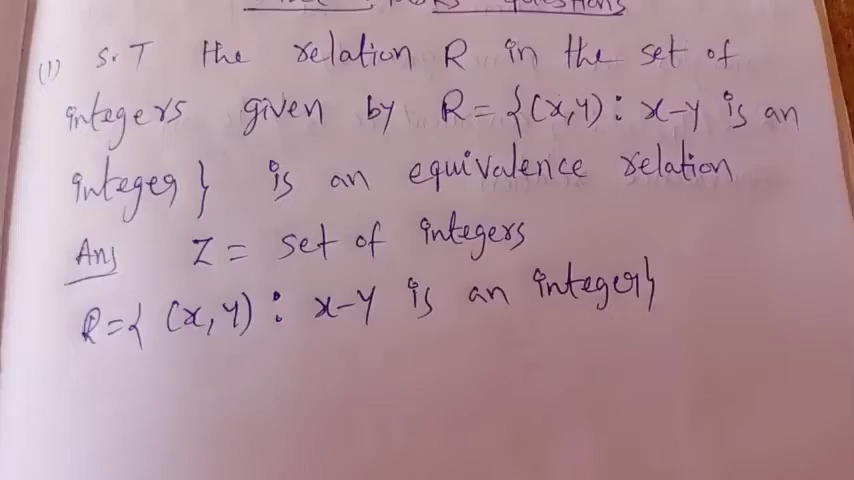 Questions
(1) S.T the relation R in the set of
integers given by R = {(x,y) : x-y is an
integer} is an equivalence relation
Ans Z = set of integers
R = { (x, y) : x-y is an integer}